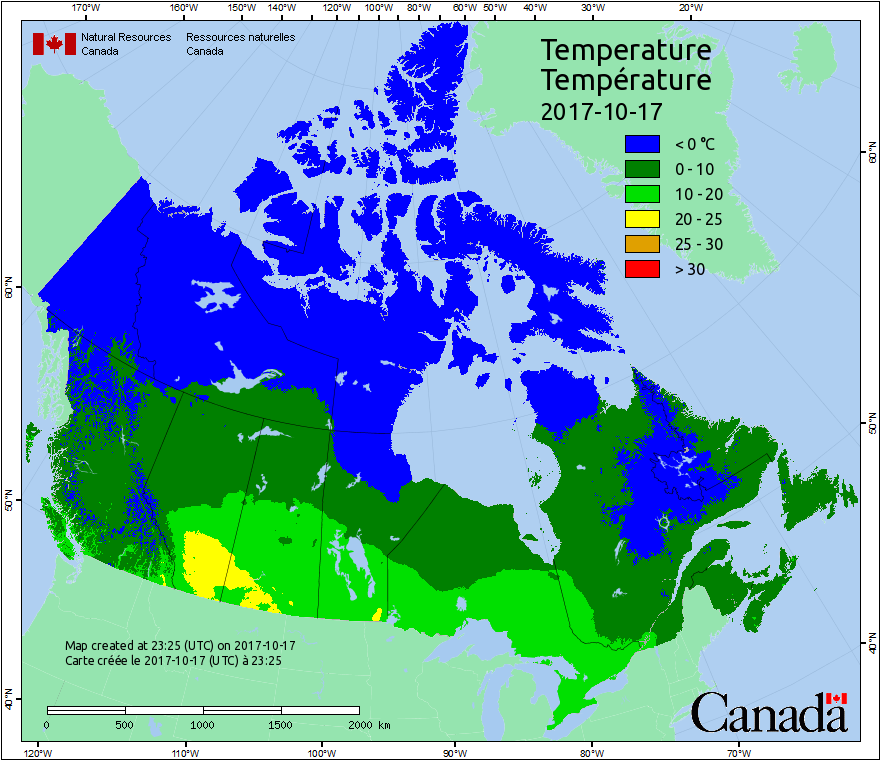 170°W 160°W 150°W 140°W 130°W 120°W 110°W 100°W 90°W 80°W 60°W 50°W 40°W 30°W 20°W
Natural Resources Canada
Ressources naturelles Canada
Temperature
Température
2017-10-17
< 0 °C
0 - 10
10 - 20
20 - 25
25 - 30
> 30
60°N
60°N
50°N
50°N
40°N
40°N
Map created at 23:25 (UTC) on 2017-10-17
Carte créée le 2017-10-17 (UTC) à 23:25
0 500 1000 1500 2000 km
Canada
120°W 110°W 100°W 90°W 80°W 70°W